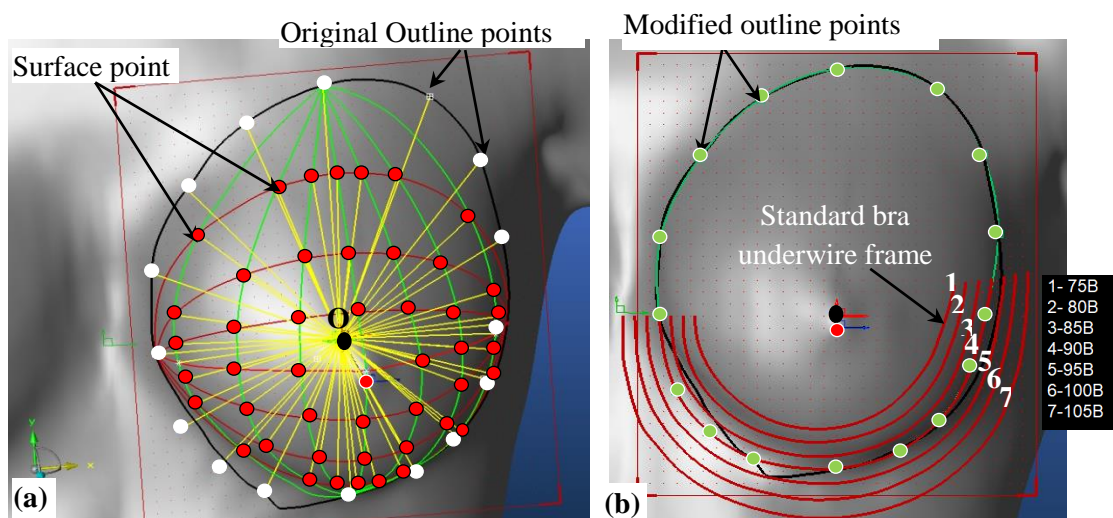 Original Outline points
Surface point
O
y
x
(a)
Modified outline points
Standard bra
underwire frame
1
2
3
4
5
6
7
1- 75B
2- 80B
3-85B
4-90B
5-95B
6-100B
7-105B
(b)